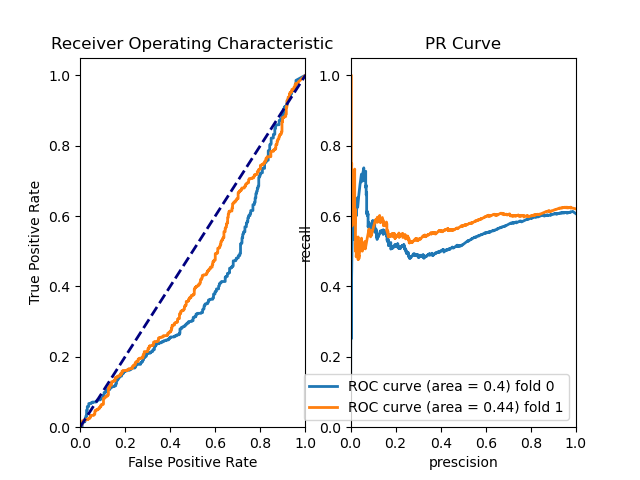 Receiver Operating Characteristic
True Positive Rate
1.0
0.8
0.6
0.4
0.2
0.0
0.0 0.2 0.4 0.6 0.8 1.0
False Positive Rate
PR Curve
recall
1.0
0.8
0.6
0.4
0.2
0.0
0.0 0.2 0.4 0.6 0.8 1.0
prescision
ROC curve (area = 0.4) fold 0
ROC curve (area = 0.44) fold 1